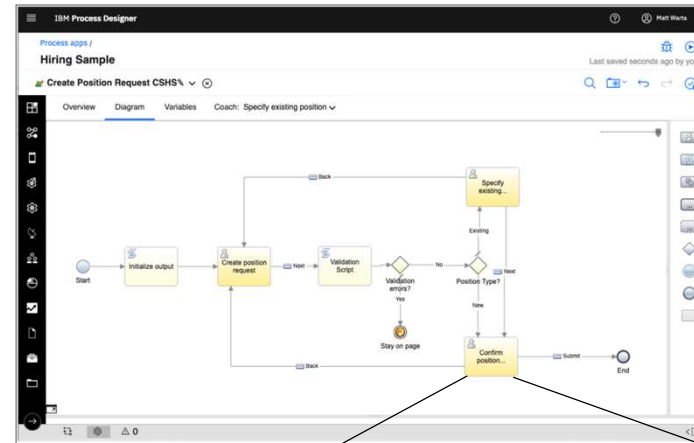 IBM Process Designer
Matt Warta
Process apps /
Hiring Sample
Last saved seconds ago by yo
Create Position Request CSHS
Overview Diagram Variables Coach: Specify existing position
Back
Specify existing...
Existing
Start
Initialize output
Create position request
Next
Validation Script
Validation errors?
No
Position Type?
Next
Yes
New
Stay on page
Confirm position...
Submit
End
Back
0